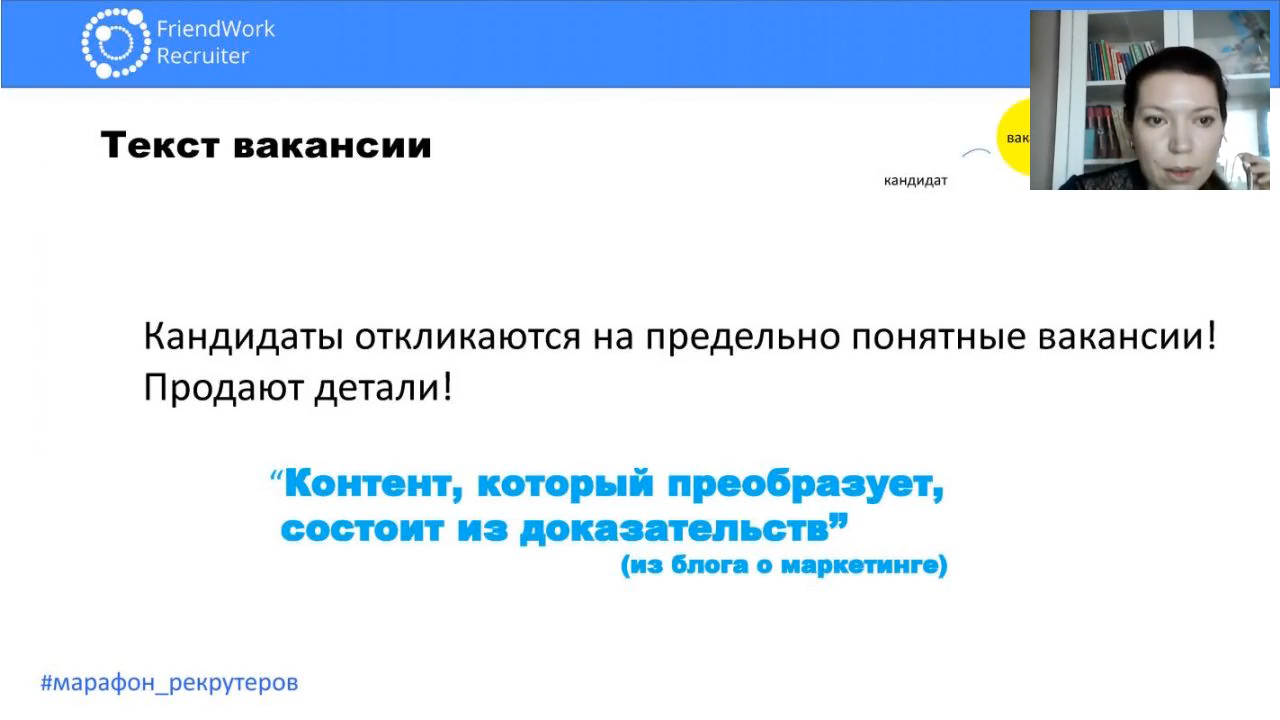 FriendWork
Recruiter
Текст вакансии
кандидат
Кандидаты откликаются на предельно понятные вакансии!
Продают детали!
“Контент, который преобразует,
состоит из доказательств”
(из блога о маркетинге)
#марафон_рекрутеров